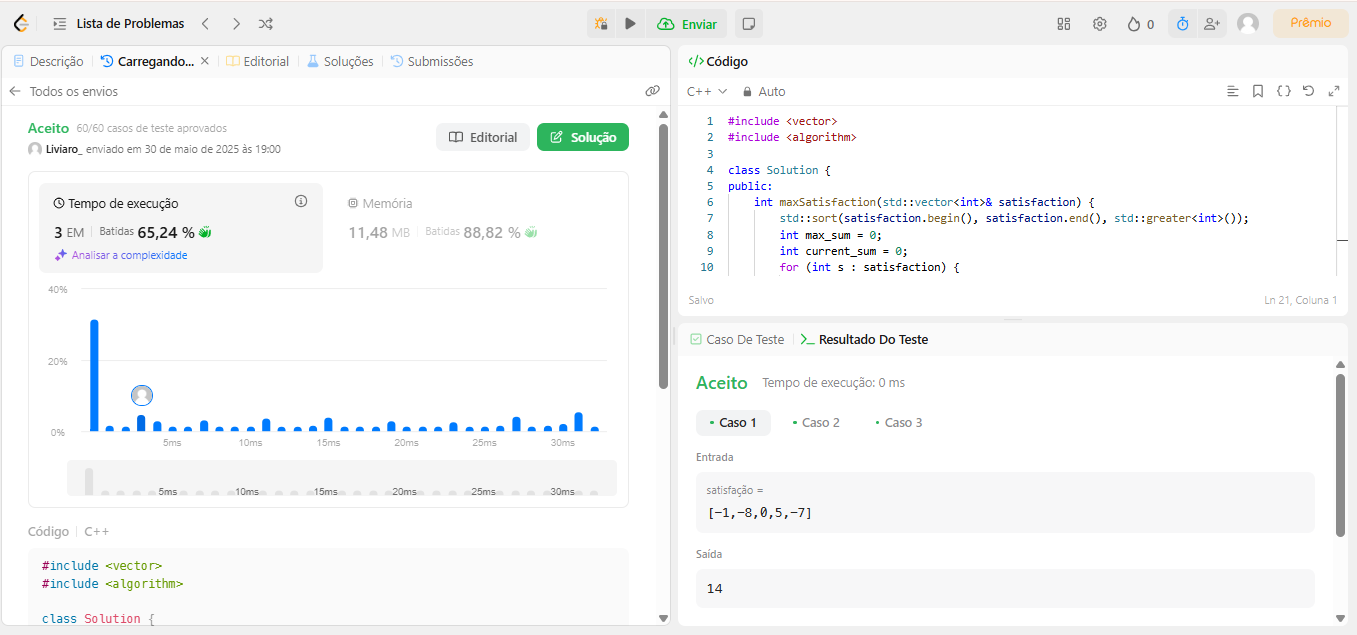 Lista de Problemas
Enviar
0
Prêmio
Descrição
Carregando...
Editorial
Soluções
Submissões
Todos os envios
Aceito 60/60 casos de teste aprovados
Liviaro_ enviado em 30 de maio de 2025 às 19:00
Editorial
Solução
Tempo de execução
3 EM Batidas 65,24 %
Analisar a complexidade
Memória
11,48 MB Batidas 88,82 %
40%
20%
0%
5ms 10ms 15ms 20ms 25ms 30ms
5ms 10ms 15ms 20ms 25ms 30ms
Código C++
#include <vector>
#include <algorithm>
class Solution {
</> Código
C++ Auto
1 #include <vector>
2 #include <algorithm>
3
4 class Solution {
5 public:
6 int maxSatisfaction(std::vector<int>& satisfaction) {
7 std::sort(satisfaction.begin(), satisfaction.end(), std::greater<int>());
8 int max_sum = 0;
9 int current_sum = 0;
10 for (int s : satisfaction) {
Salvo
Ln 21, Coluna 1
Caso De Teste
Resultado Do Teste
Aceito Tempo de execução: 0 ms
Caso 1
Caso 2
Caso 3
Entrada
satisfação =
[-1,-8,0,5,-7]
Saída
14